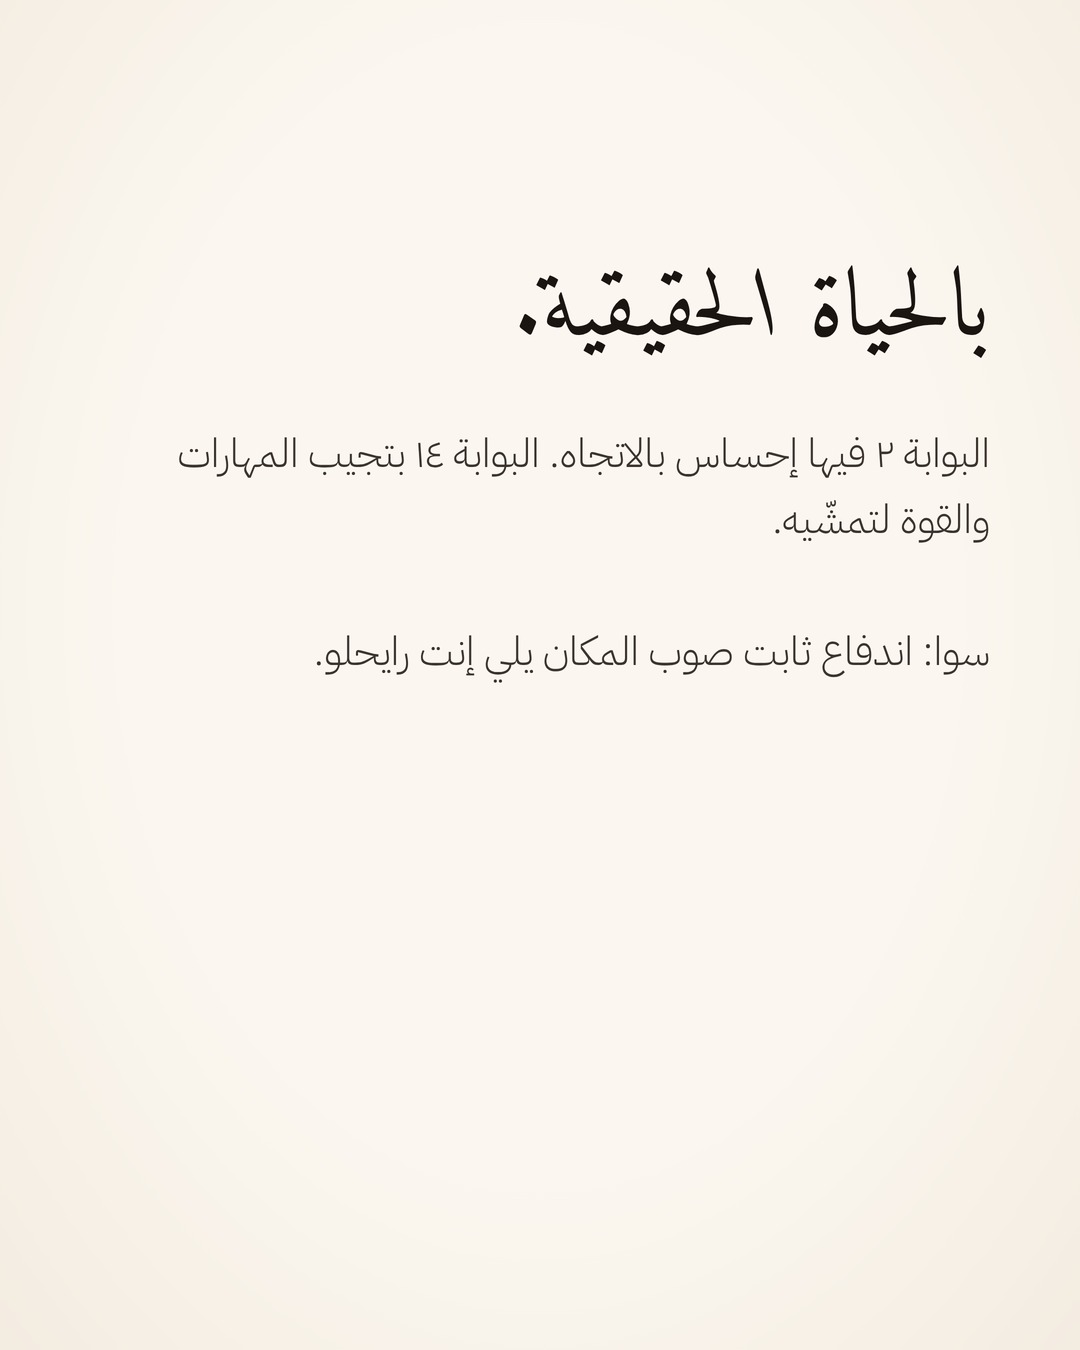 بالحياة الحقيقية.
البوابة ٢ فيها إحساس بالاتجاه. البوابة ١٤ بتجيب المهارات
والقوة لتمشّيه.
سوا: اندفاع ثابت صوب المكان يلي إنت رايحلو.